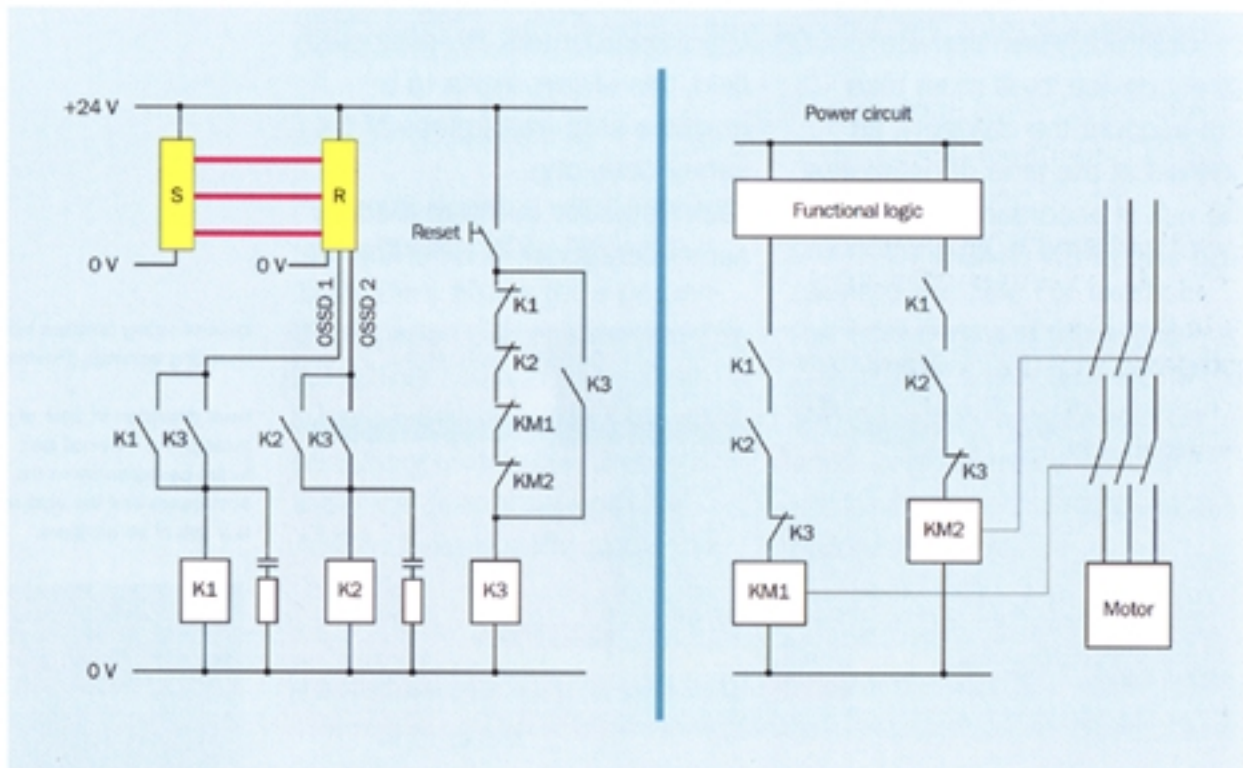 +24 V
S
R
0 V
0 V
OSSD 1
OSSD 2
Reset
K1
K2
KM1
KM2
K3
K1
K3
K2
K3
K1
K2
K3
0 V
Power circuit
Functional logic
K1
K2
K3
KM1
K1
K2
K3
KM2
Motor